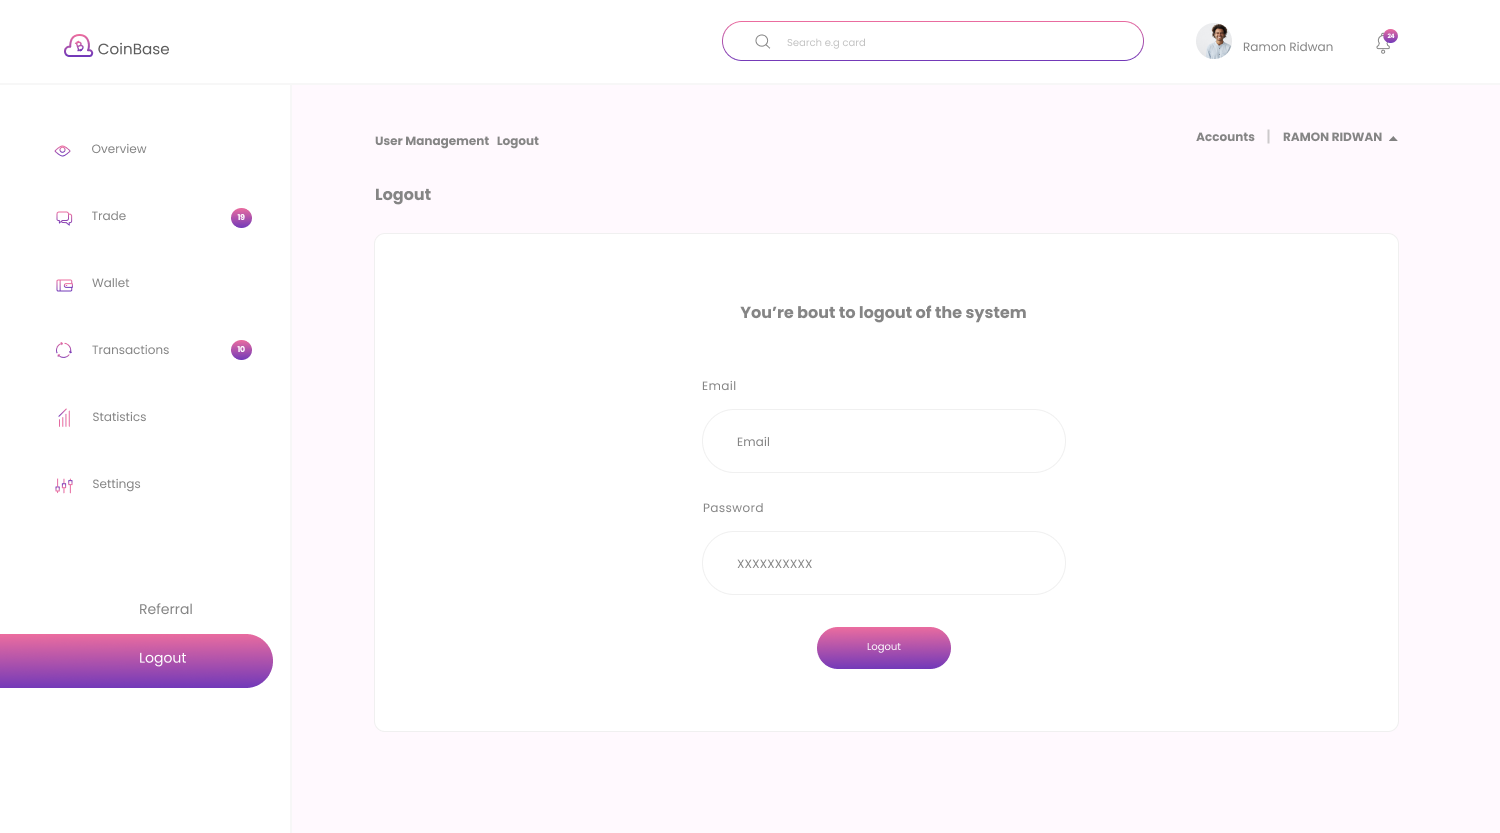 CoinBase
Search e.g card
Ramon Ridwan
24
Overview
Trade
19
Wallet
Transactions
10
Statistics
Settings
Referral
Logout
User Management Logout
Accounts | RAMON RIDWAN
Logout
You’re bout to logout of the system
Email
Email
Password
XXXXXXXXXX
Logout